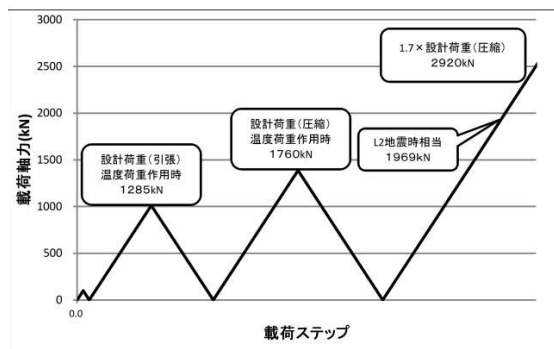 3000
2500
2000
1500
1000
500
0
0.0
載荷軸力(kN)
載荷ステップ
設計荷重(引張)
温度荷重作用時
1285kN
設計荷重(圧縮)
温度荷重作用時
1760kN
1.7×設計荷重(圧縮)
2920kN
L2地震時相当
1969kN